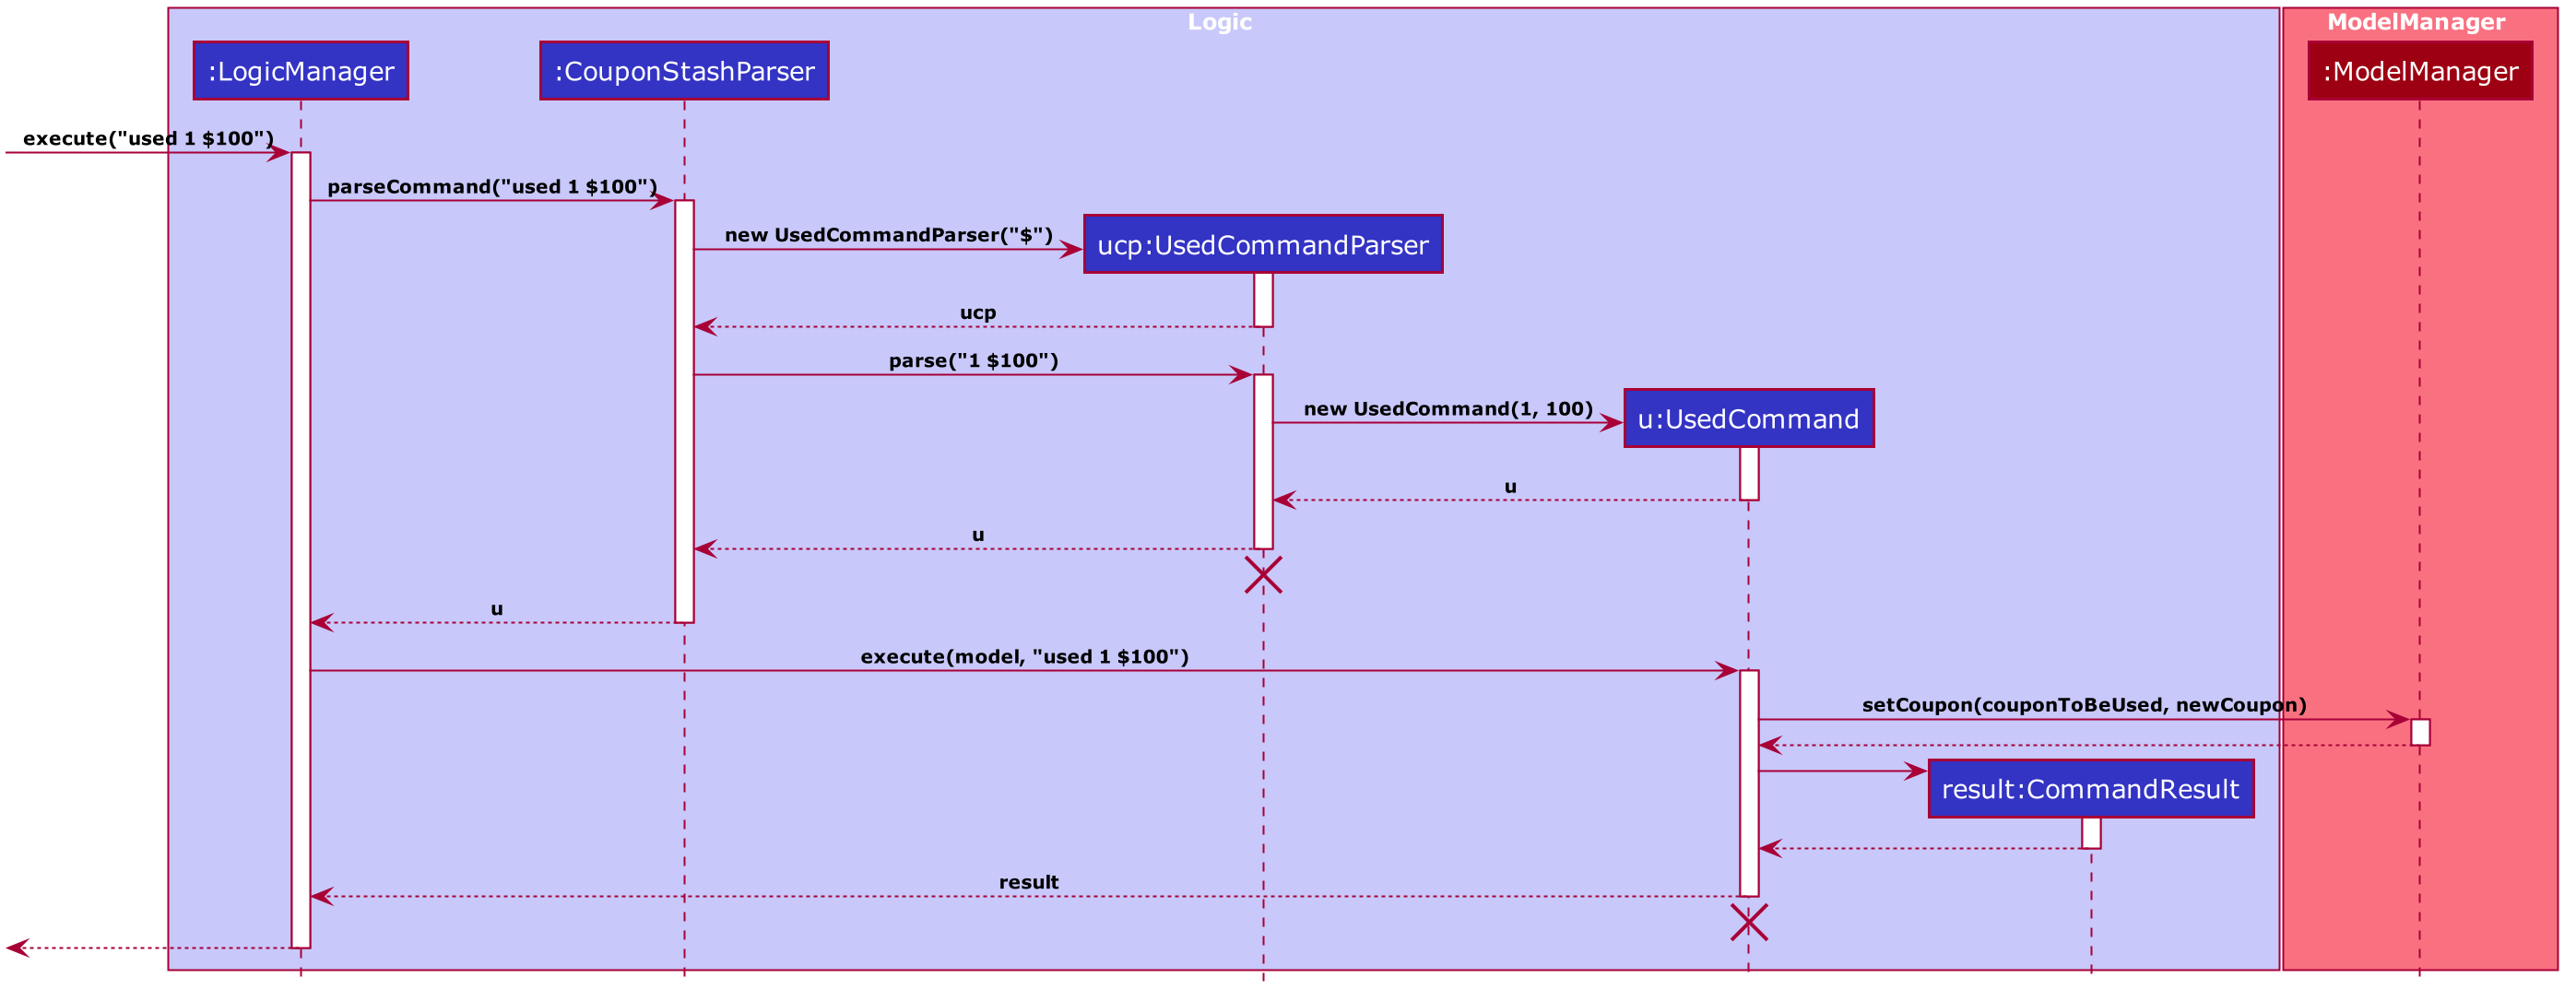 Logic
ModelManager
:LogicManager
:CouponStashParser
:ModelManager
execute("used 1 $100")
parseCommand("used 1 $100")
new UsedCommandParser("$")
ucp:UsedCommandParser
ucp
parse("1 $100")
new UsedCommand(1, 100)
u:UsedCommand
u
u
u
execute(model, "used 1 $100")
setCoupon(couponToBeUsed, newCoupon)
result:CommandResult
result